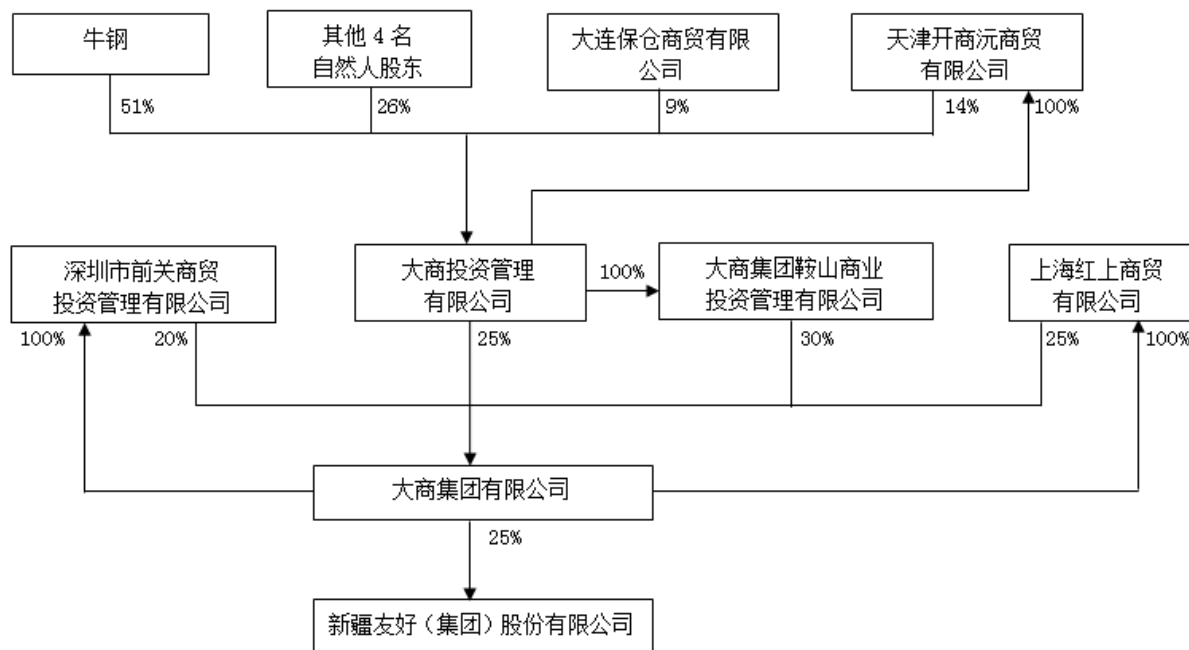 牛钢
其他 4 名
自然人股东
大连保仓商贸有限
公司
天津开商沅商贸
有限公司
51%
26%
9%
14%
100%
深圳市前关商贸
投资管理有限公司
大商投资管理
有限公司
100%
大商集团鞍山商业
投资管理有限公司
上海红上商贸
有限公司
100%
20%
25%
30%
25%
100%
大商集团有限公司
25%
新疆友好（集团）股份有限公司